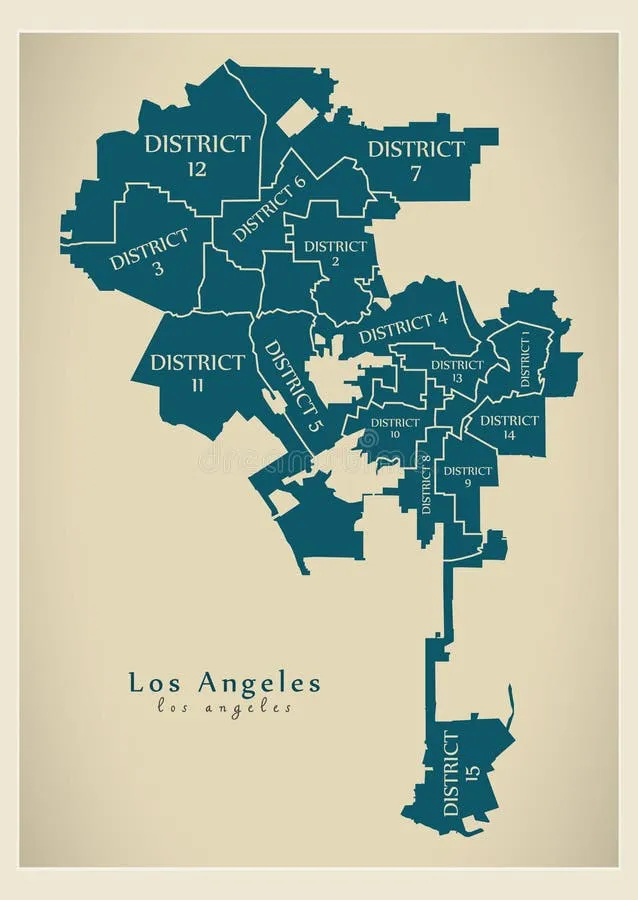 DISTRICT
12
DISTRICT
7
DISTRICT 6
DISTRICT
3
DISTRICT
2
DISTRICT 4
DISTRICT
11
DISTRICT 5
DISTRICT
13
DISTRICT 1
DISTRICT
10
DISTRICT
14
DISTRICT 8
DISTRICT
9
dreamstime
Los Angeles
los angeles
DISTRICT
15